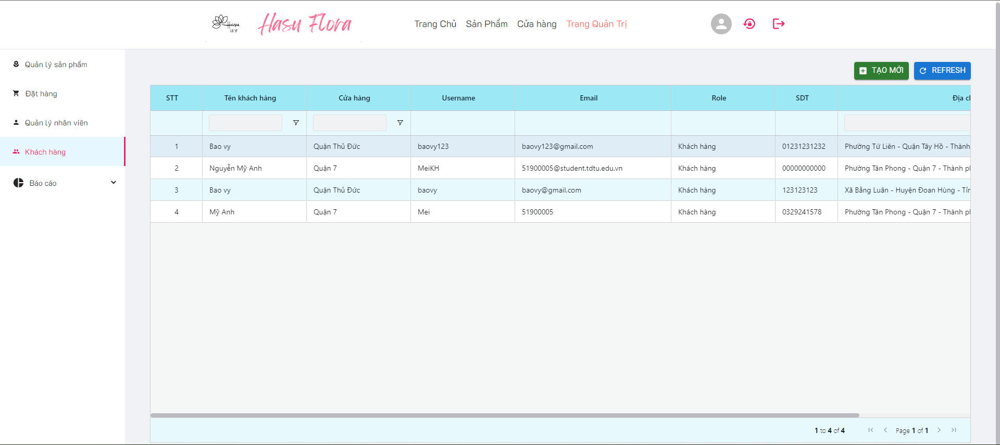 Hasu
はす
Hasu Flora
Trang Chủ Sản Phẩm Cửa hàng Trang Quản Trị
Quản lý sản phẩm
Đặt hàng
Quản lý nhân viên
Khách hàng
Báo cáo
TẠO MỚI REFRESH
STT Tên khách hàng Cửa hàng Username Email Role SDT Địa ch
1 Bao vy Quận Thủ Đức baovy123 baovy123@gmail.com Khách hàng 01231231232 Phường Tứ Liên - Quận Tây Hồ - Thành
2 Nguyễn Mỹ Anh Quận 7 MeiKH 51900005@student.tdtu.edu.vn Khách hàng 00000000000 Phường Tân Phong - Quận 7 - Thành ph
3 Bao vy Quận Thủ Đức baovy baovy@gmail.com Khách hàng 123123123 Xã Bằng Luân - Huyện Đoan Hùng - Tỉn
4 Mỹ Anh Quận 7 Mei 51900005 Khách hàng 0329241578 Phường Tân Phong - Quận 7 - Thành ph
1 to 4 of 4 Page 1 of 1